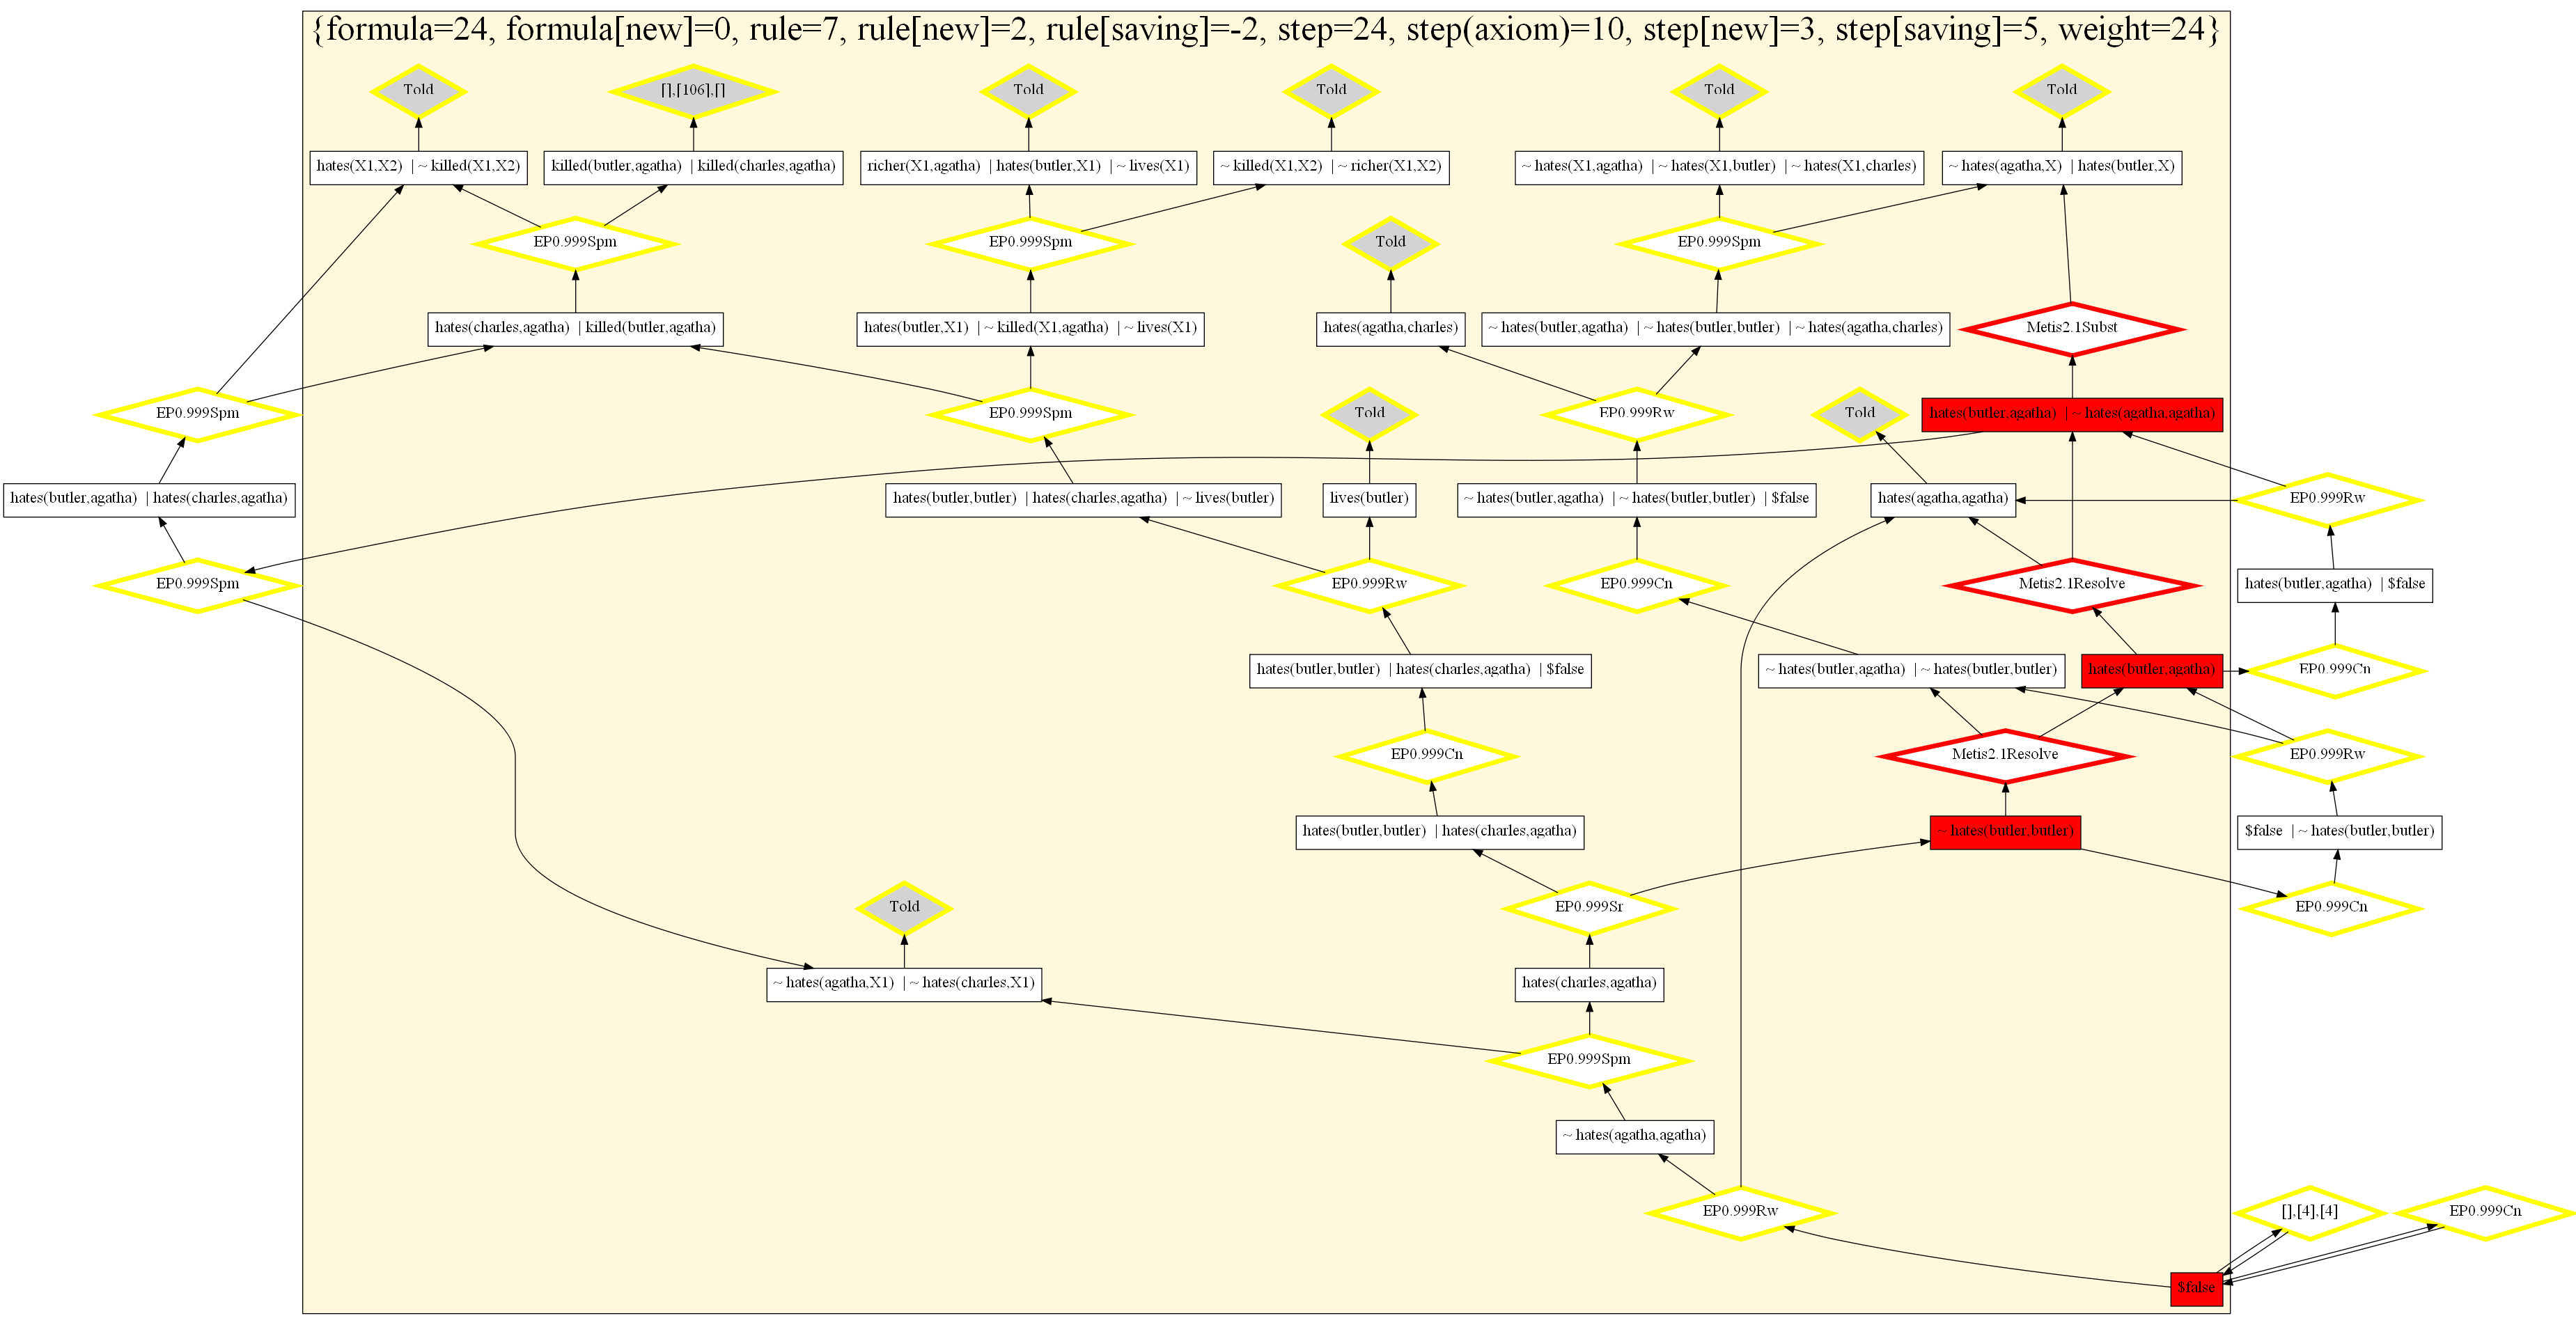 {formula=24, formula[new]=0, rule=7, rule[new]=2, rule[saving]=-2, step=24, step(axiom)=10, step[new]=3, step[saving]=5, weight=24}
Told
[],[106],[]
Told
Told
Told
Told
hates(X1,X2) | ~ killed(X1,X2)
killed(butler,agatha) | killed(charles,agatha)
richer(X1,agatha) | hates(butler,X1) | ~ lives(X1)
~ killed(X1,X2) | ~ richer(X1,X2)
~ hates(X1,agatha) | ~ hates(X1,butler) | ~ hates(X1,charles)
~ hates(agatha,X) | hates(butler,X)
EP0.999Spm
EP0.999Spm
Told
EP0.999Spm
hates(charles,agatha) | killed(butler,agatha)
hates(butler,X1) | ~ killed(X1,agatha) | ~ lives(X1)
hates(agatha,charles)
~ hates(butler,agatha) | ~ hates(butler,butler) | ~ hates(agatha,charles)
Metis2.1Subst
EP0.999Spm
EP0.999Spm
Told
EP0.999Rw
Told
hates(butler,agatha) | ~ hates(agatha,agatha)
hates(butler,agatha) | hates(charles,agatha)
hates(butler,butler) | hates(charles,agatha) | ~ lives(butler)
lives(butler)
~ hates(butler,agatha) | ~ hates(butler,butler) | $false
hates(agatha,agatha)
EP0.999Rw
EP0.999Spm
EP0.999Rw
EP0.999Cn
Metis2.1Resolve
hates(butler,agatha) | $false
hates(butler,butler) | hates(charles,agatha) | $false
~ hates(butler,agatha) | ~ hates(butler,butler)
hates(butler,agatha)
EP0.999Cn
EP0.999Cn
Metis2.1Resolve
EP0.999Rw
hates(butler,butler) | hates(charles,agatha)
~ hates(butler,butler)
$false | ~ hates(butler,butler)
Told
EP0.999Sr
EP0.999Cn
~ hates(agatha,X1) | ~ hates(charles,X1)
hates(charles,agatha)
EP0.999Spm
~ hates(agatha,agatha)
EP0.999Rw
[],[4],[4]
EP0.999Cn
$false